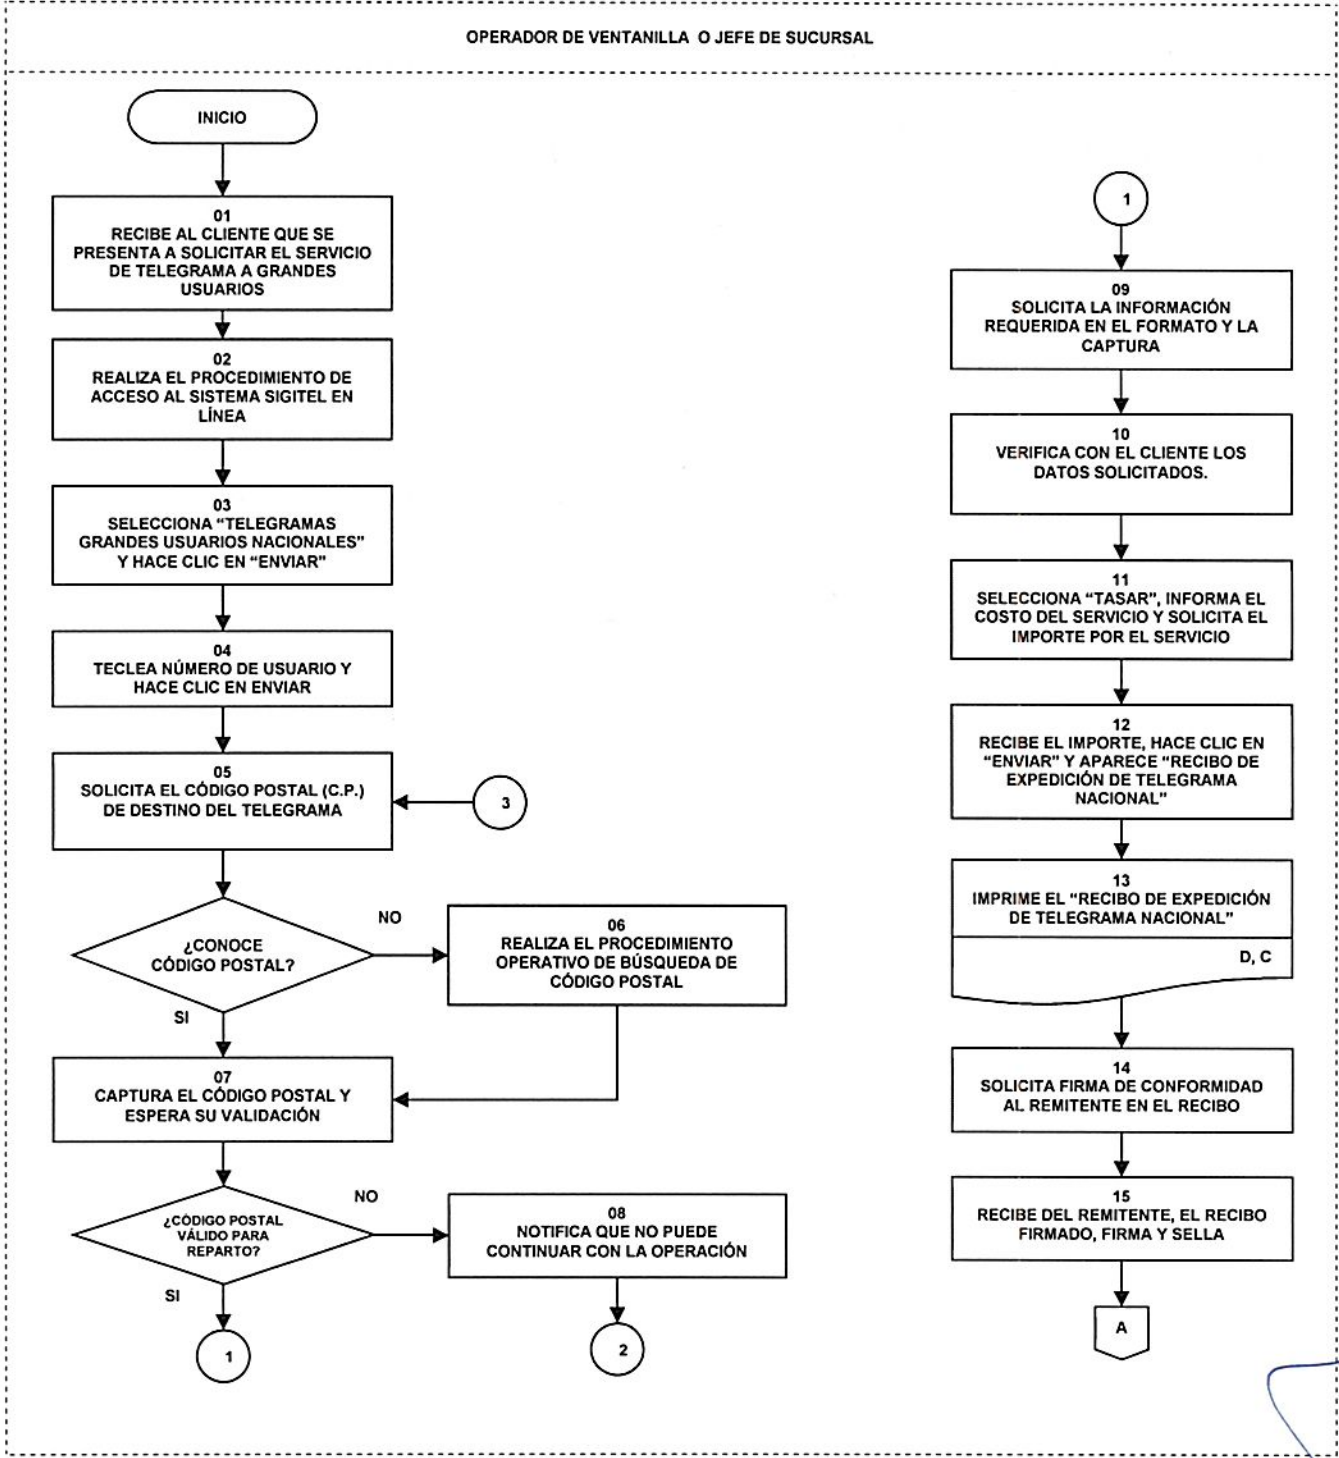 OPERADOR DE VENTANILLA O JEFE DE SUCURSAL
INICIO
01
RECIBE AL CLIENTE QUE SE
PRESENTA A SOLICITAR EL SERVICIO
DE TELEGRAMA A GRANDES
USUARIOS
02
REALIZA EL PROCEDIMIENTO DE
ACCESO AL SISTEMA SIGITEL EN
LÍNEA
03
SELECCIONA “TELEGRAMAS
GRANDES USUARIOS NACIONALES”
Y HACE CLIC EN “ENVIAR”
04
TECLEA NÚMERO DE USUARIO Y
HACE CLIC EN ENVIAR
05
SOLICITA EL CÓDIGO POSTAL (C.P.)
DE DESTINO DEL TELEGRAMA
3
¿CONOCE
CÓDIGO POSTAL?
NO
SI
06
REALIZA EL PROCEDIMIENTO
OPERATIVO DE BÚSQUEDA DE
CÓDIGO POSTAL
07
CAPTURA EL CÓDIGO POSTAL Y
ESPERA SU VALIDACIÓN
¿CÓDIGO POSTAL
VÁLIDO PARA
REPARTO?
NO
SI
08
NOTIFICA QUE NO PUEDE
CONTINUAR CON LA OPERACIÓN
1
2
1
09
SOLICITA LA INFORMACIÓN
REQUERIDA EN EL FORMATO Y LA
CAPTURA
10
VERIFICA CON EL CLIENTE LOS
DATOS SOLICITADOS.
11
SELECCIONA “TASAR”, INFORMA EL
COSTO DEL SERVICIO Y SOLICITA EL
IMPORTE POR EL SERVICIO
12
RECIBE EL IMPORTE, HACE CLIC EN
“ENVIAR” Y APARECE “RECIBO DE
EXPEDICIÓN DE TELEGRAMA
NACIONAL”
13
IMPRIME EL “RECIBO DE EXPEDICIÓN
DE TELEGRAMA NACIONAL”
D, C
14
SOLICITA FIRMA DE CONFORMIDAD
AL REMITENTE EN EL RECIBO
15
RECIBE DEL REMITENTE, EL RECIBO
FIRMADO, FIRMA Y SELLA
A